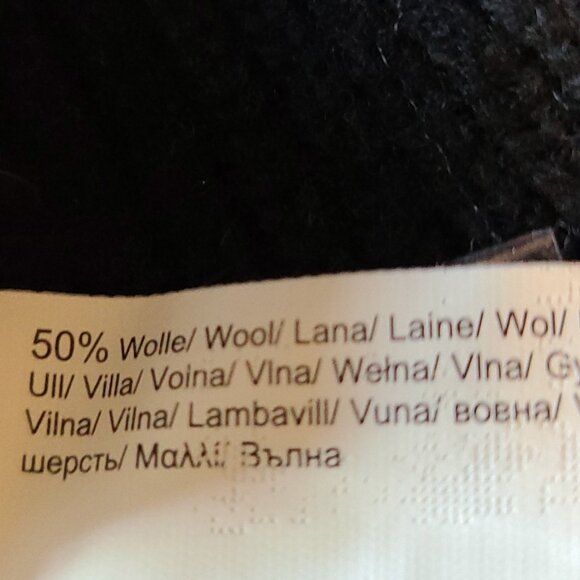 50% Wolle/ Wool/ Lana/ Laine/ Wol/
Ull/ Villa/ Volna/ Vlna/ Wełna/ Vlna/
Vilna/ Vilna/ Lambavill/ Vuna/ вовна/
шерсть/ Μαλλί/ Вълна